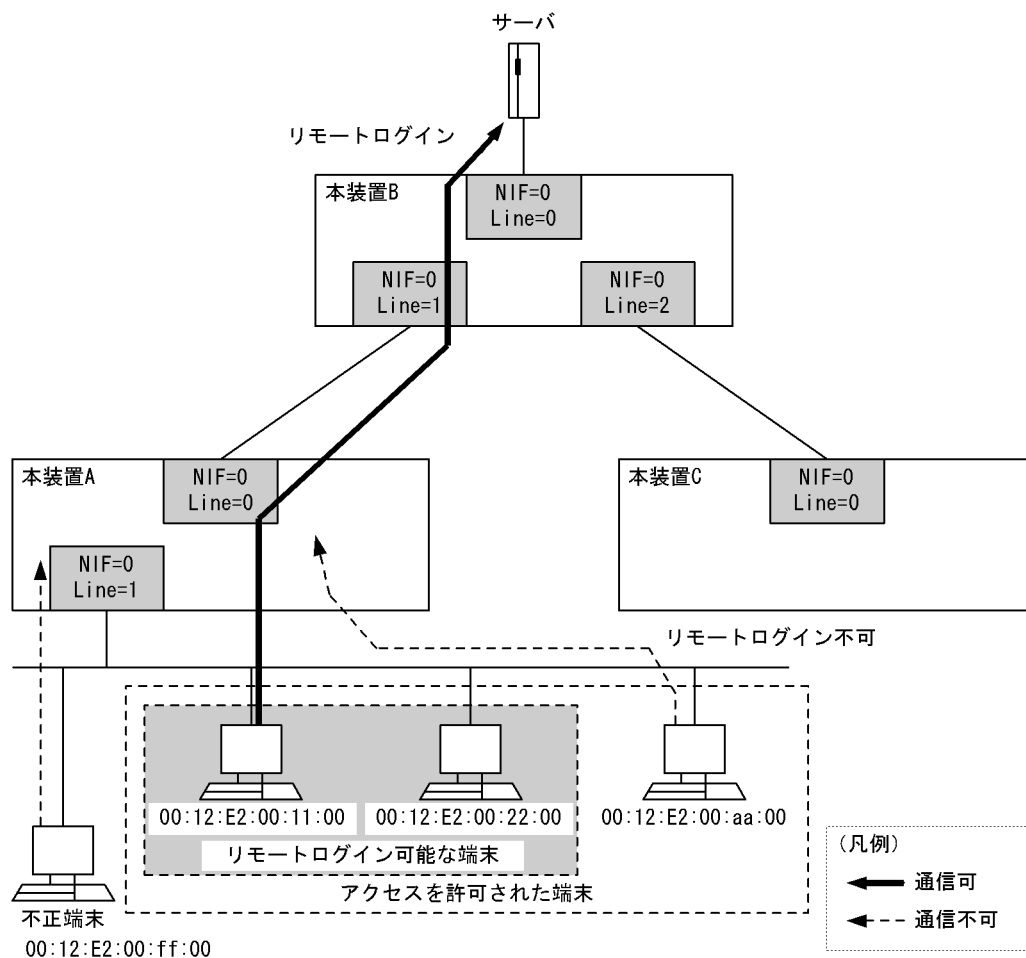 サーバ
リモートログイン
本装置B
NIF=0
Line=0
NIF=0
Line=1
NIF=0
Line=2
本装置A
NIF=0
Line=0
NIF=0
Line=1
本装置C
NIF=0
Line=0
リモートログイン不可
00:12:E2:00:11:00
00:12:E2:00:22:00
00:12:E2:00:aa:00
リモートログイン可能な端末
アクセスを許可された端末
不正端末
00:12:E2:00:ff:00
(凡例)
通信可
通信不可